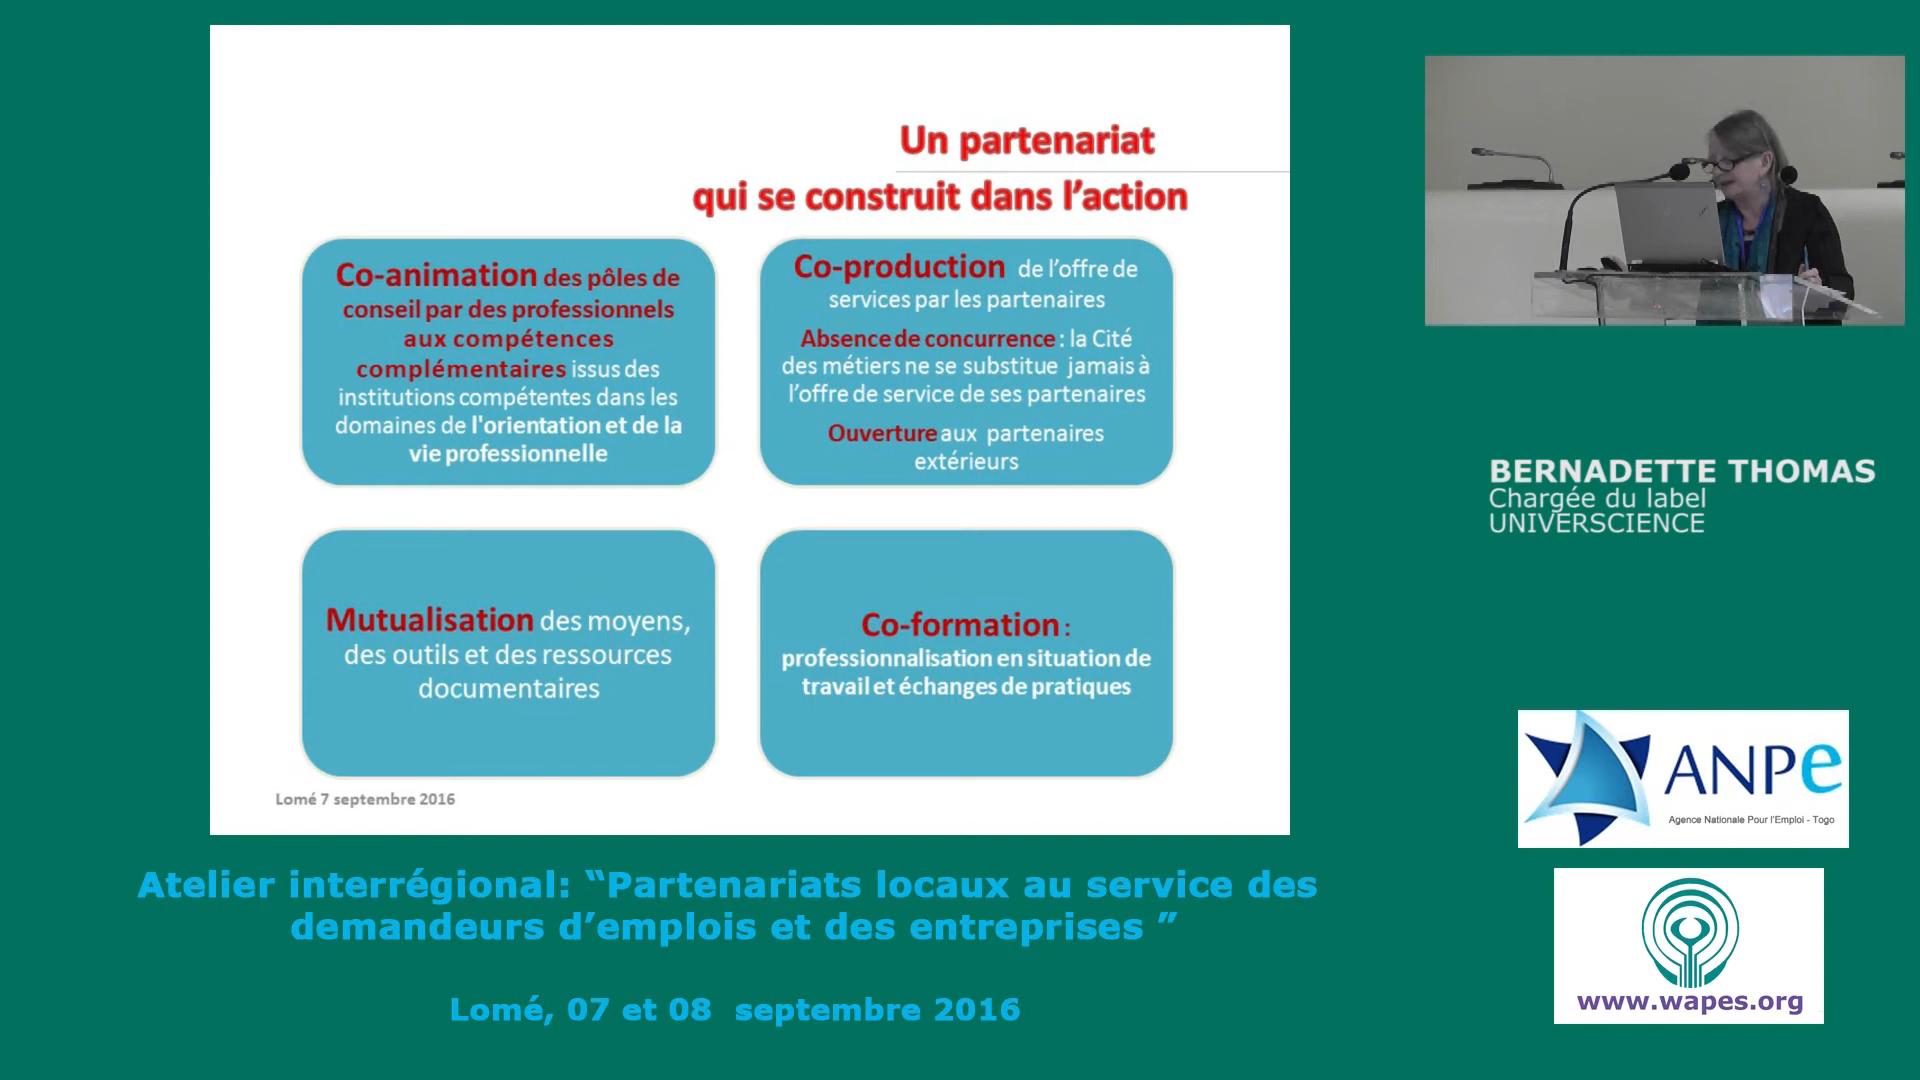 Un partenariat
qui se construit dans l’action
Co-animation des pôles de
conseil par des professionnels
aux compétences
complémentaires issus des
institutions compétentes dans les
domaines de l'orientation et de la
vie professionnelle
Co-production de l’offre de
services par les partenaires
Absence de concurrence : la Cité
des métiers ne se substitue jamais à
l’offre de service de ses partenaires
Ouverture aux partenaires
extérieurs
Mutualisation des moyens,
des outils et des ressources
documentaires
Co-formation :
professionnalisation en situation de
travail et échanges de pratiques
Lomé 7 septembre 2016
BERNADETTE THOMAS
Chargée du label
UNIVERSCIENCE
ANPe
Agence Nationale Pour l'Emploi - Togo
www.wapes.org
Atelier interrégional: “Partenariats locaux au service des
demandeurs d’emplois et des entreprises ”
Lomé, 07 et 08 septembre 2016